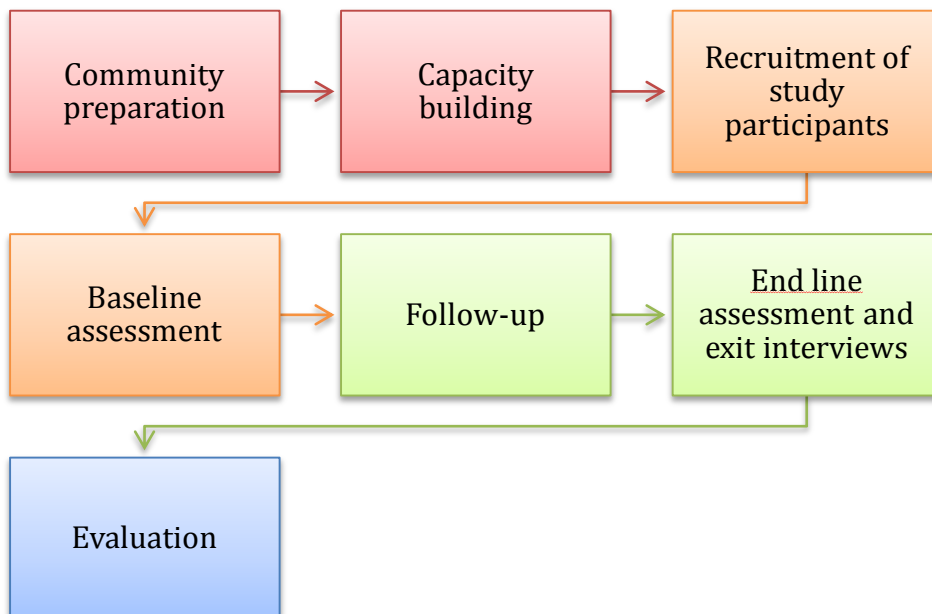 Community
preparation
Capacity
building
Recruitment of
study
participants
Baseline
assessment
Follow-up
End line
assessment and
exit interviews
Evaluation